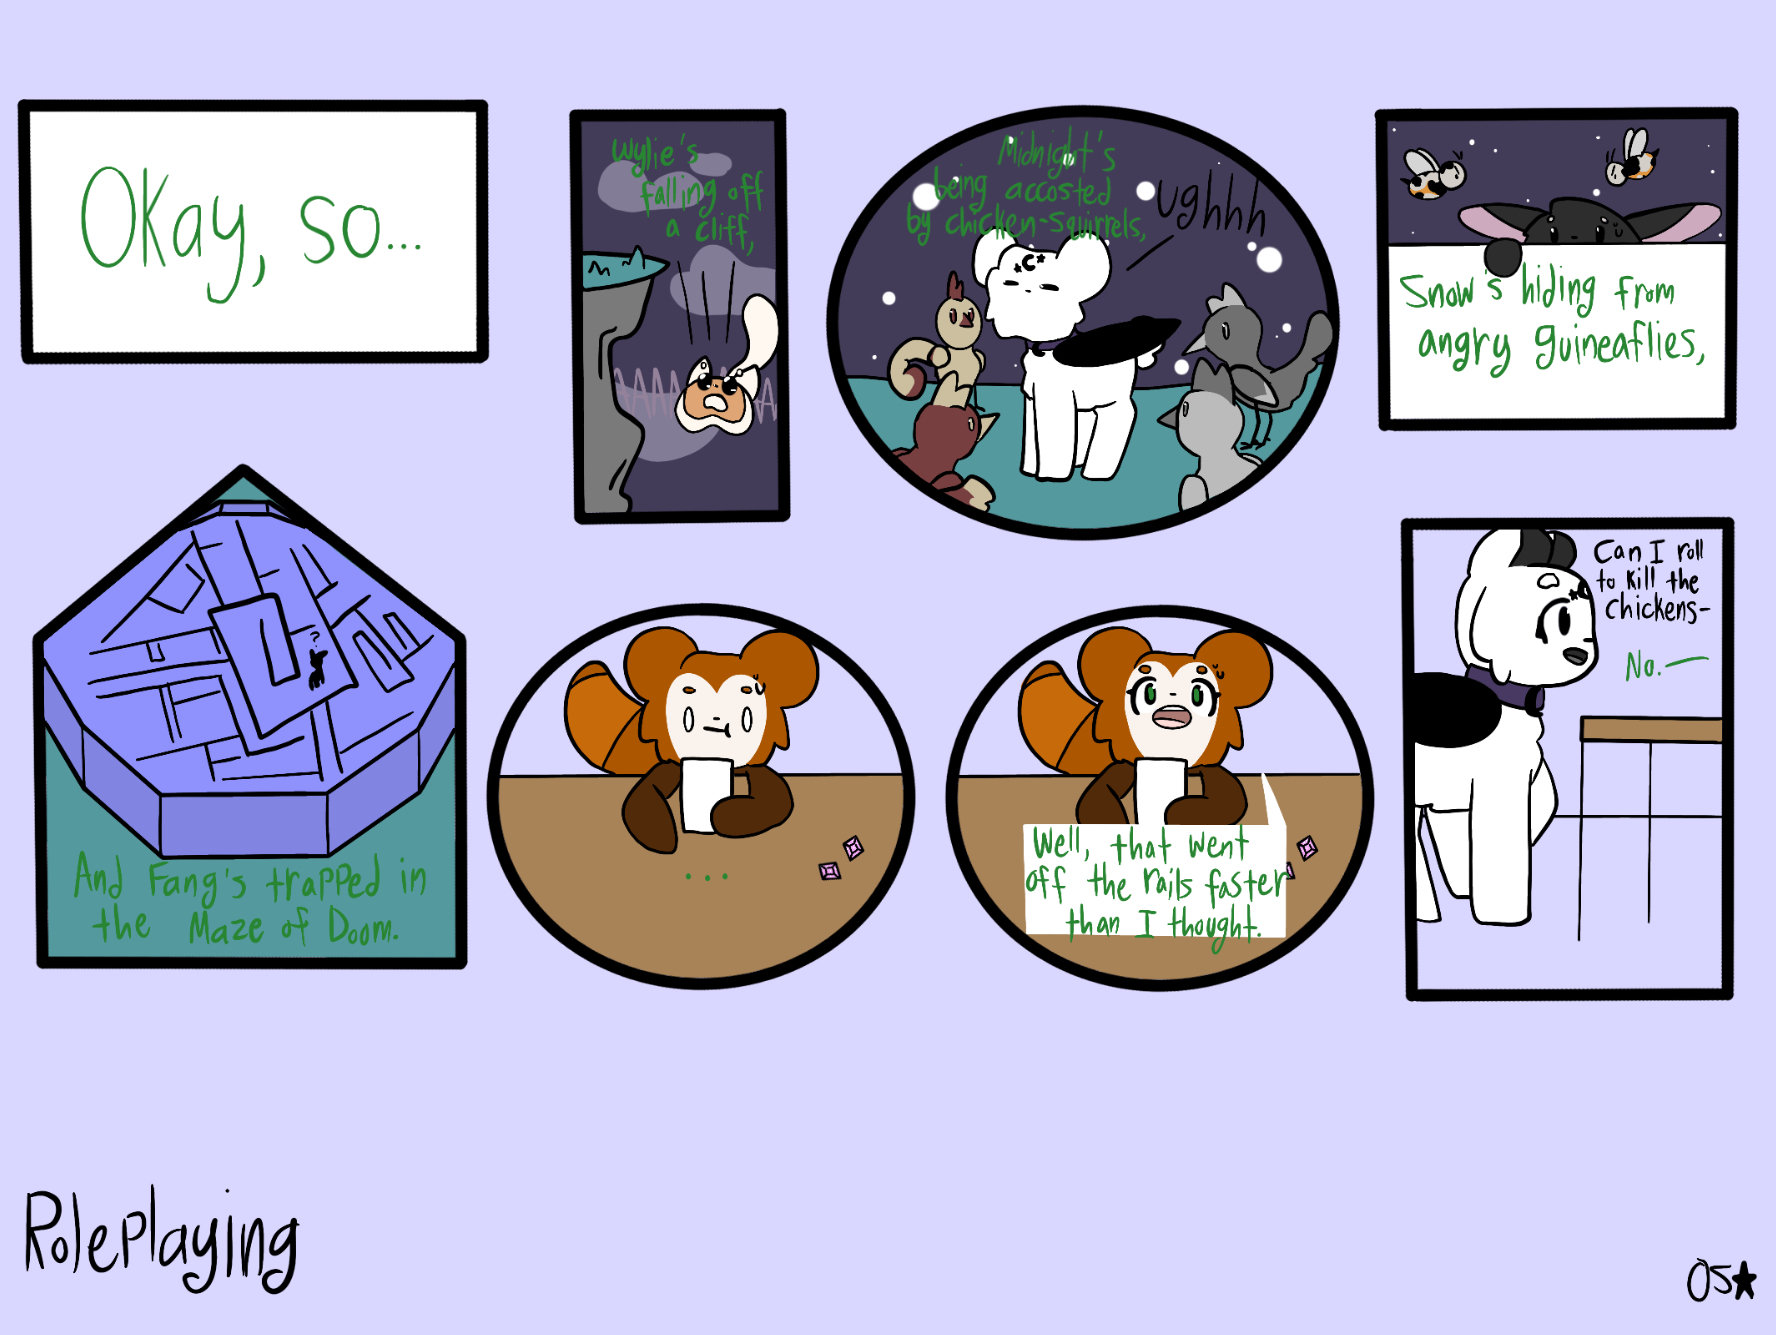 Okay, so...
Wylie's
falling off
a cliff,
Midnight's
being accosted
by chicken-squirrels,
ughhh
Snow's hiding from
angry guineaflies,
And Fang's trapped in
the Maze of Doom.
?
...
Well, that went
off the rails faster
than I thought.
Can I roll
to kill the
chickens-
No.-
AAAA
A
Roleplaying
OS★